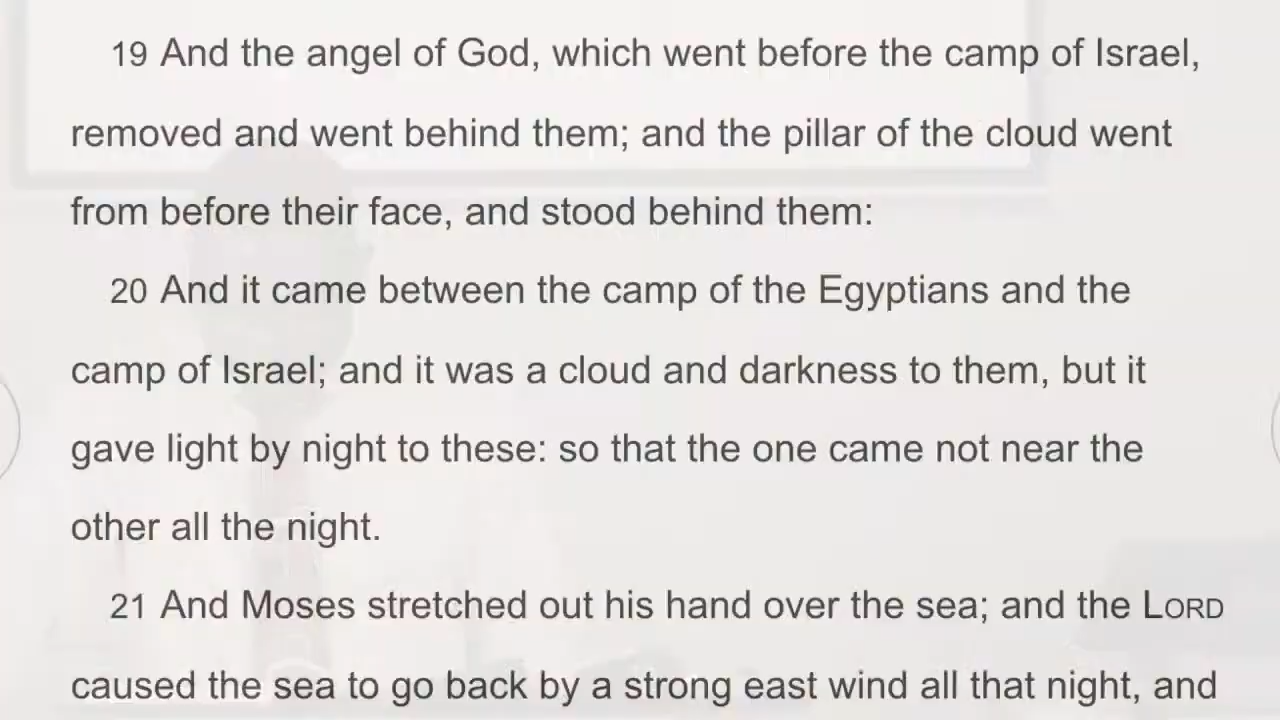 19 And the angel of God, which went before the camp of Israel,
removed and went behind them; and the pillar of the cloud went
from before their face, and stood behind them:
20 And it came between the camp of the Egyptians and the
camp of Israel; and it was a cloud and darkness to them, but it
gave light by night to these: so that the one came not near the
other all the night.
21 And Moses stretched out his hand over the sea; and the LORD
caused the sea to go back by a strong east wind all that night, and